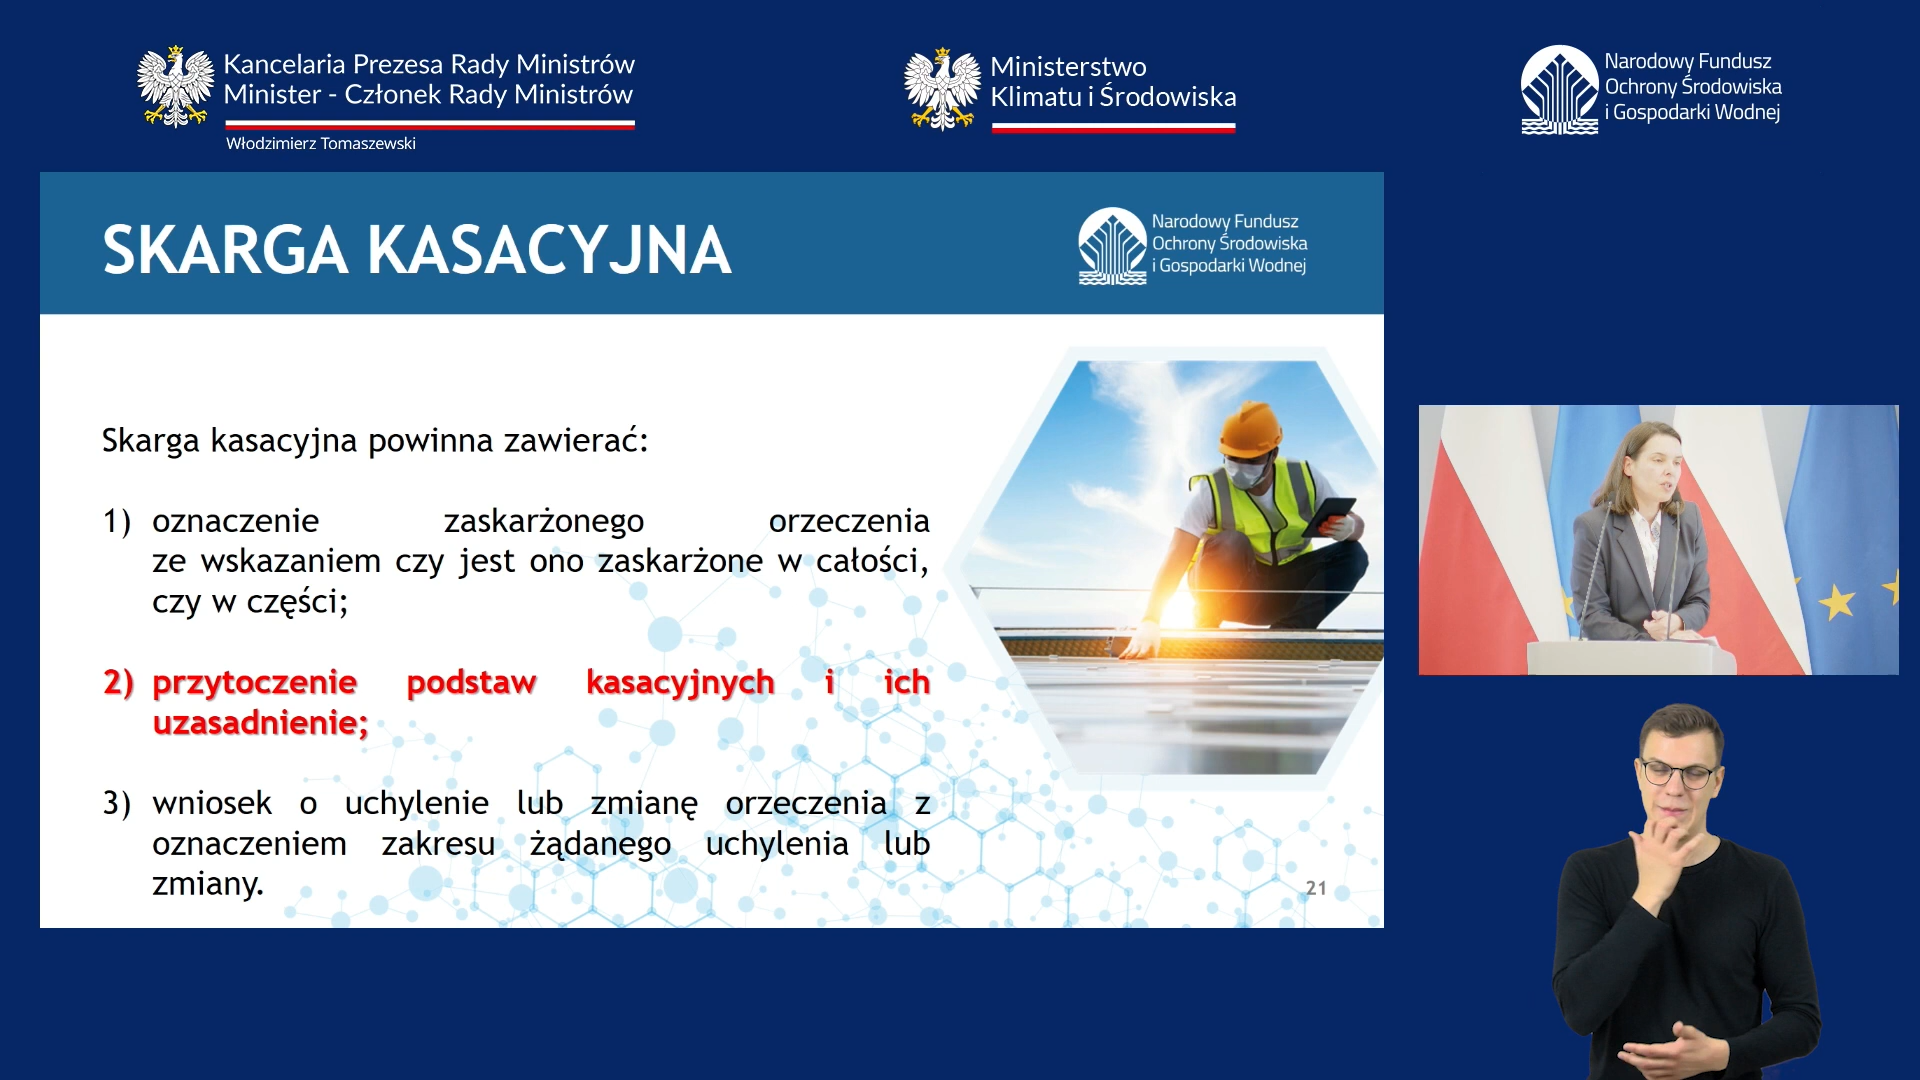 Kancelaria Prezesa Rady Ministrów
Minister - Członek Rady Ministrów
Włodzimierz Tomaszewski
Ministerstwo
Klimatu i Środowiska
Narodowy Fundusz
Ochrony Środowiska
i Gospodarki Wodnej
SKARGA KASACYJNA
Narodowy Fundusz
Ochrony Środowiska
i Gospodarki Wodnej
Skarga kasacyjna powinna zawierać:
1) oznaczenie zaskarżonego orzeczenia
ze wskazaniem czy jest ono zaskarżone w całości,
czy w części;
2) przytoczenie podstaw kasacyjnych i ich
uzasadnienie;
3) wniosek o uchylenie lub zmianę orzeczenia z
oznaczeniem zakresu żądanego uchylenia lub
zmiany.
21